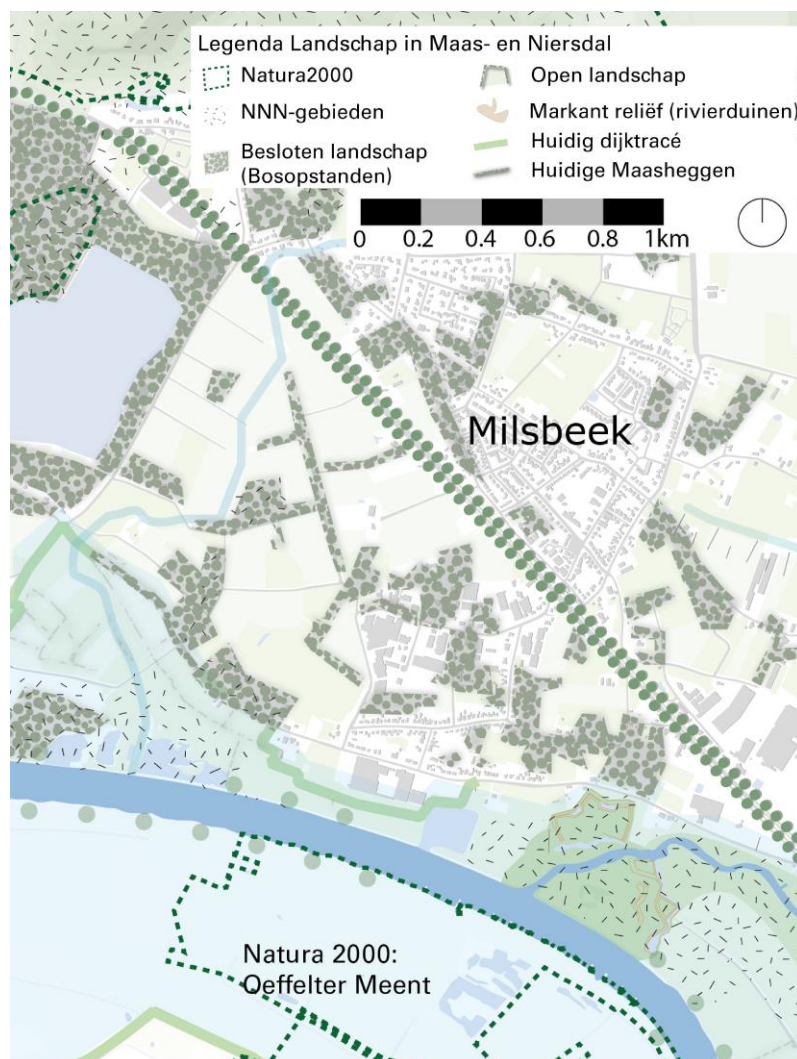 Legenda Landschap in Maas- en Niersdal
Natura2000
NNN-gebieden
Besloten landschap
(Bosopstanden)
Open landschap
Markant reliëf (rivierduinen)
Huidig dijktracé
Huidige Maasheggen
0 0.2 0.4 0.6 0.8 1km
Milsbeek
Natura 2000:
Oeffelter Meent